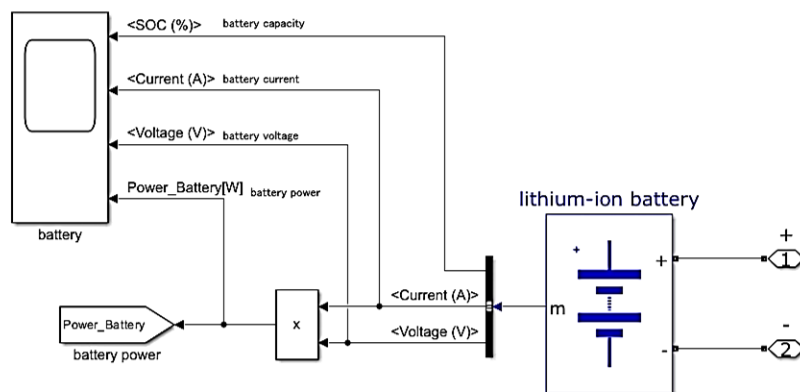 <SOC (%)> battery capacity
<Current (A)> battery current
<Voltage (V)> battery voltage
Power_Battery[W] battery power
battery
lithium-ion battery
+
+
1
<Current (A)>
m
+
Power_Battery
x
<Voltage (V)>
-
-
2
battery power